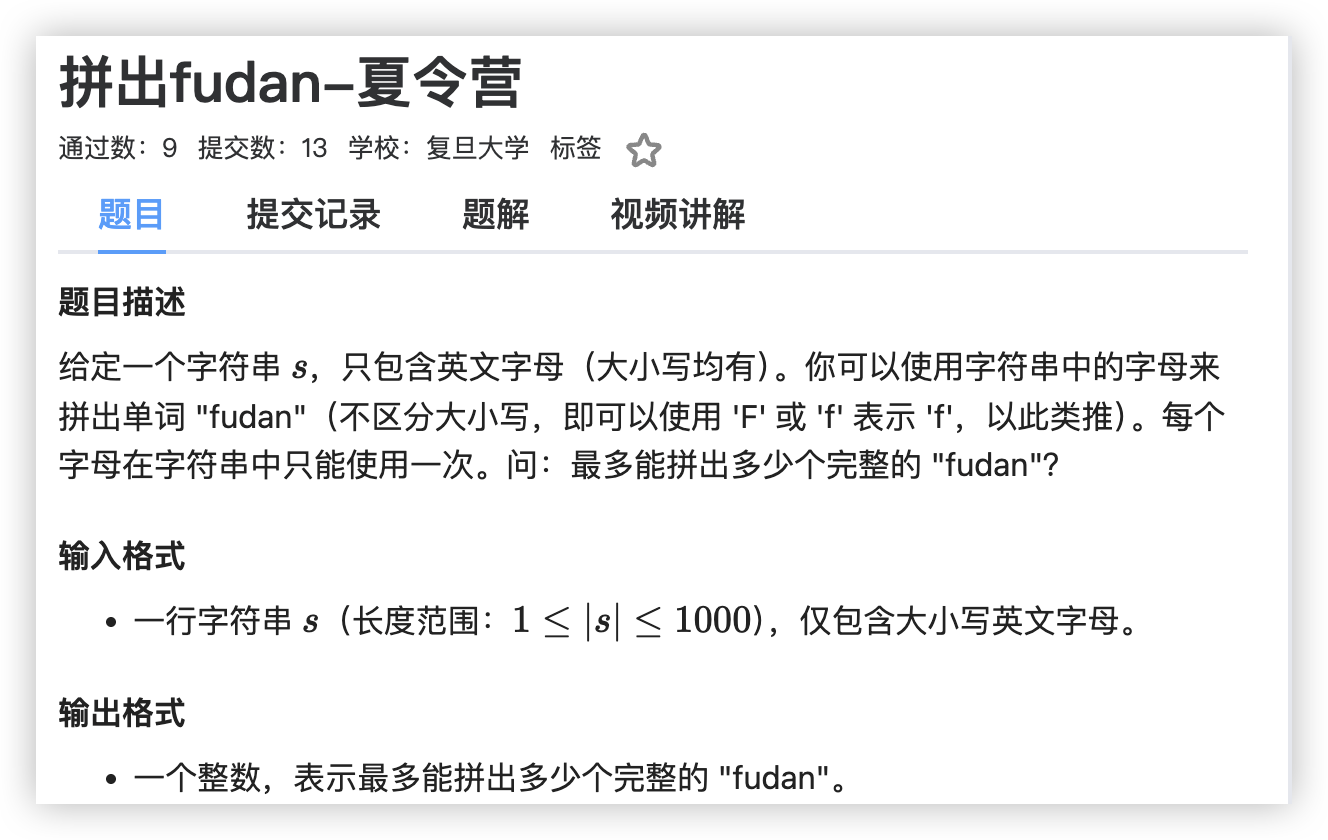 拼出fudan–夏令营
通过数：9 提交数：13 学校：复旦大学 标签
题目 提交记录 题解 视频讲解
题目描述
给定一个字符串 s，只包含英文字母（大小写均有）。你可以使用字符串中的字母来
拼出单词 "fudan"（不区分大小写，即可以使用 'F' 或 'f' 表示 'f'，以此类推）。每个
字母在字符串中只能使用一次。问：最多能拼出多少个完整的 "fudan"?
输入格式
• 一行字符串 s（长度范围：1 ≤ |s| ≤ 1000)，仅包含大小写英文字母。
输出格式
• 一个整数，表示最多能拼出多少个完整的 "fudan"。